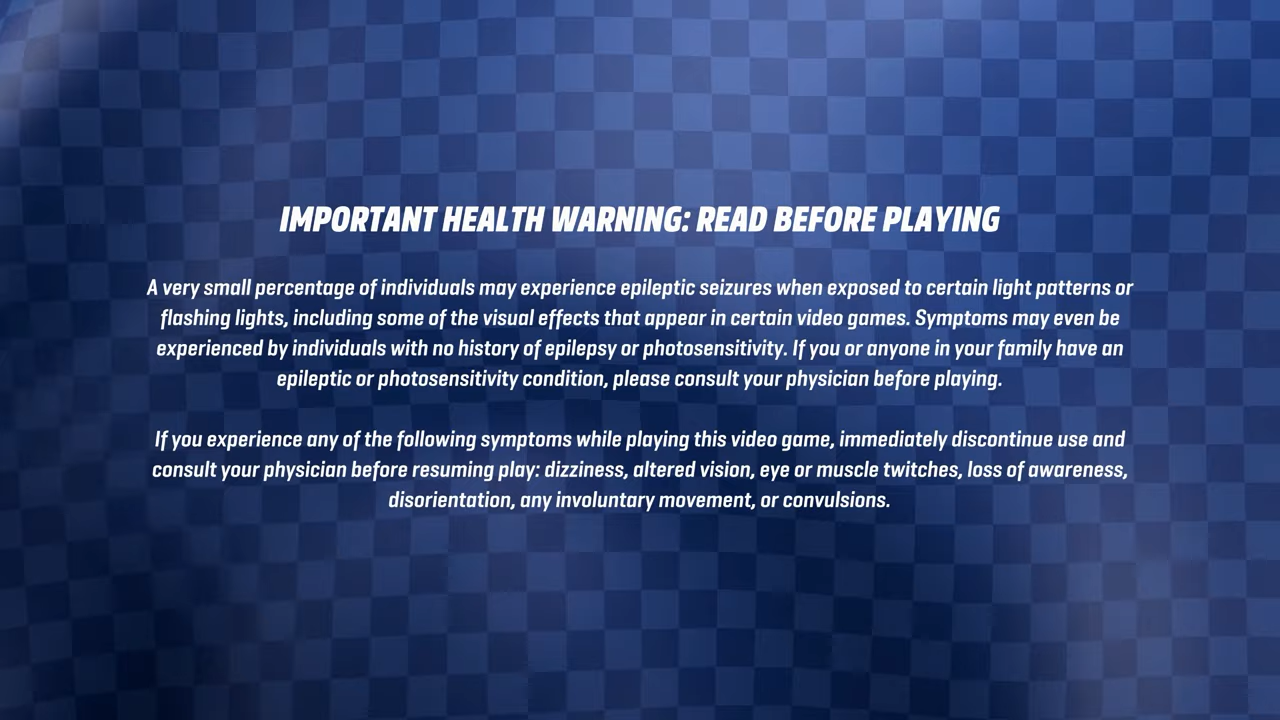 IMPORTANT HEALTH WARNING: READ BEFORE PLAYING
A very small percentage of individuals may experience epileptic seizures when exposed to certain light patterns or
flashing lights, including some of the visual effects that appear in certain video games. Symptoms may even be
experienced by individuals with no history of epilepsy or photosensitivity. If you or anyone in your family have an
epileptic or photosensitivity condition, please consult your physician before playing.
If you experience any of the following symptoms while playing this video game, immediately discontinue use and
consult your physician before resuming play: dizziness, altered vision, eye or muscle twitches, loss of awareness,
disorientation, any involuntary movement, or convulsions.